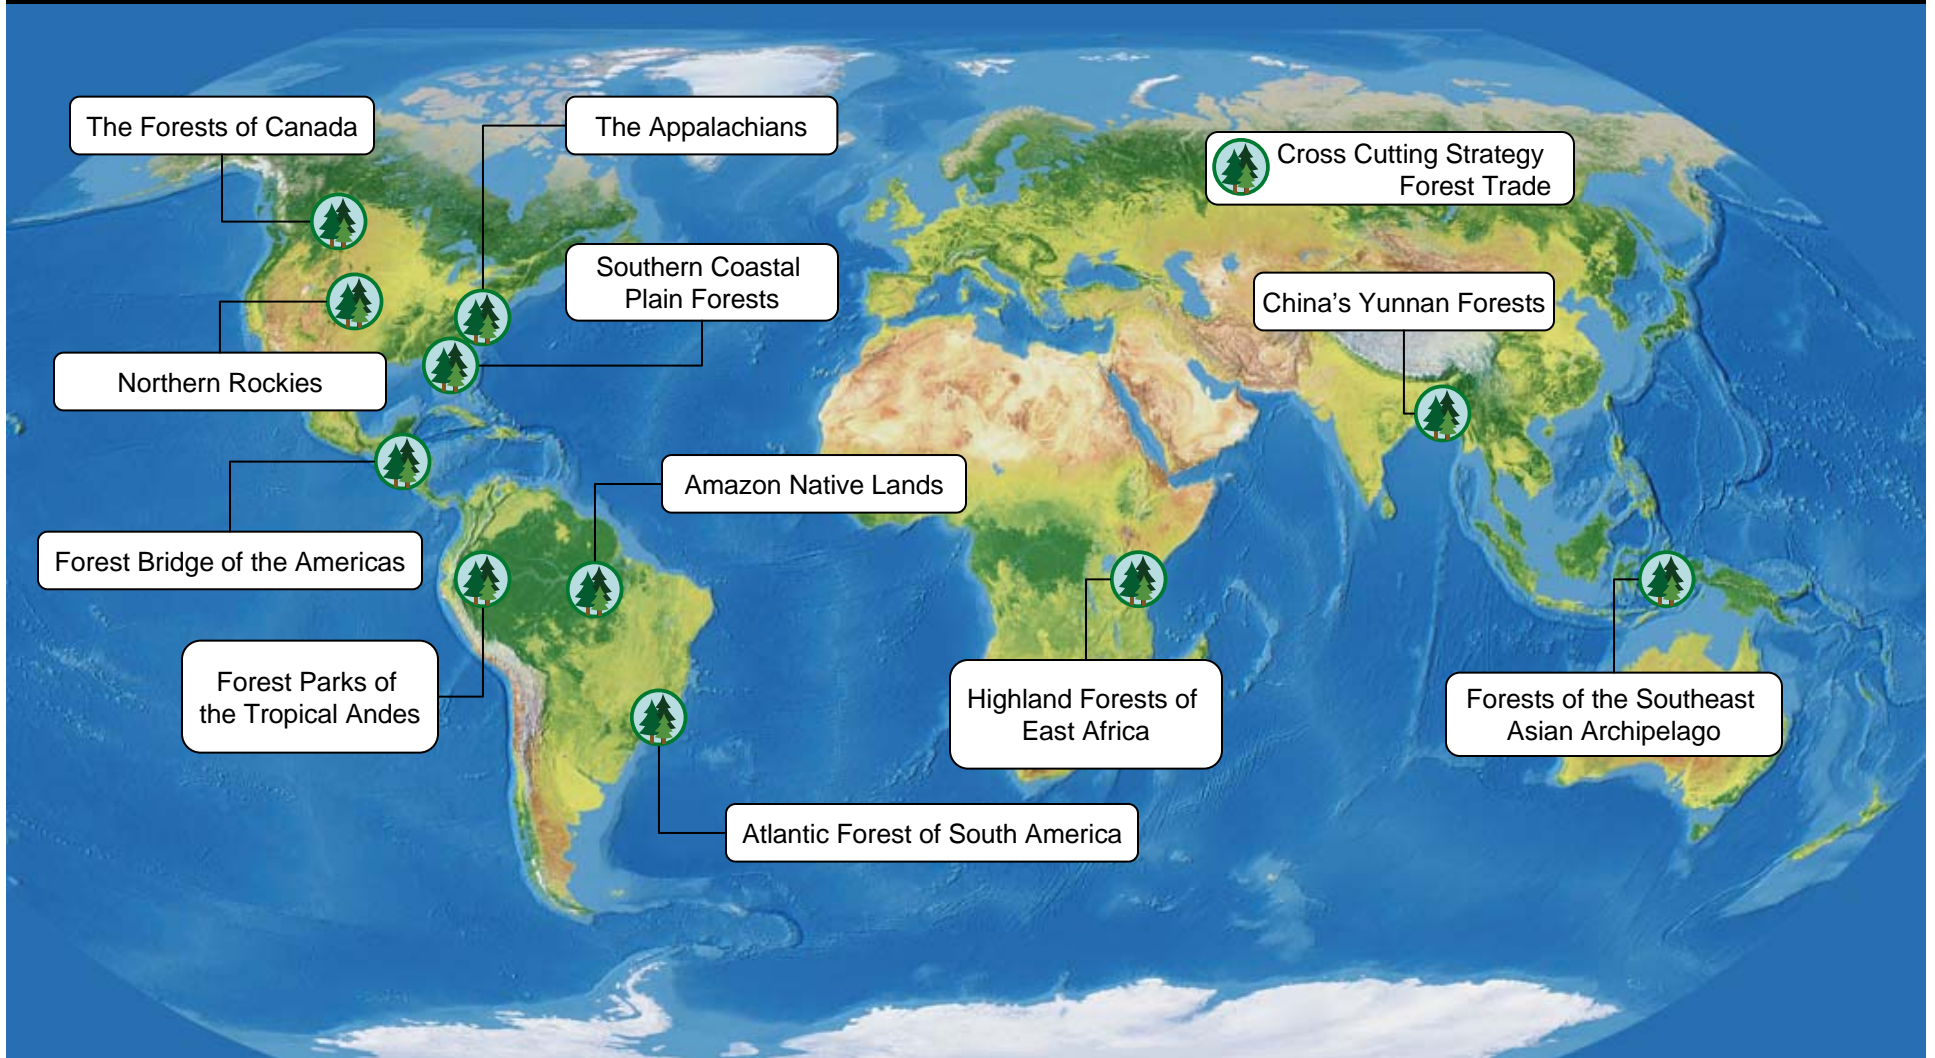 The Forests of Canada
The Appalachians
Cross Cutting Strategy
Forest Trade
Southern Coastal
Plain Forests
China’s Yunnan Forests
Northern Rockies
Amazon Native Lands
Forest Bridge of the Americas
Forest Parks of
the Tropical Andes
Highland Forests of
East Africa
Forests of the Southeast
Asian Archipelago
Atlantic Forest of South America